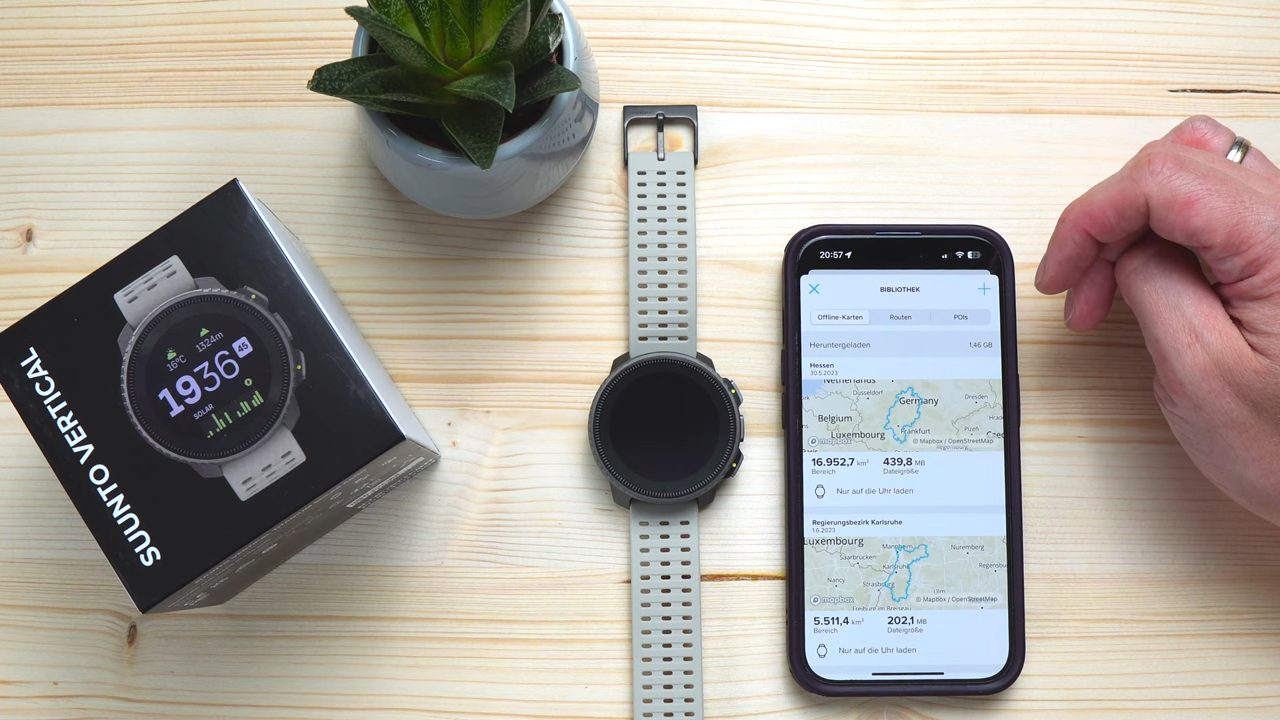 SUUNTO VERTICAL
16°C
1324m
1936
45
SOLAR
20:57
BIBLIOTHEK
Offline-Karten Routen POIs
Heruntergeladen 1,46 GB
Hessen
30.5.2023
Netherlands
Düsseldorf
Germany
Dresden
Belgium
Frankfurt
Luxembourg
mapbox
© Mapbox / OpenStreetMap
16.952,7 km² 439,8 MB
Bereich Dateigröße
Nur auf die Uhr laden
Regierungsbezirk Karlsruhe
1.6.2023
Luxembourg
Saarbrücken
Nuremberg
Karlsruhe
Nancy
Ulm
mapbox
© Mapbox / OpenStreetMap
Freiburg im Breisgau
5.511,4 km² 202,1 MB
Bereich Dateigröße
Nur auf die Uhr laden